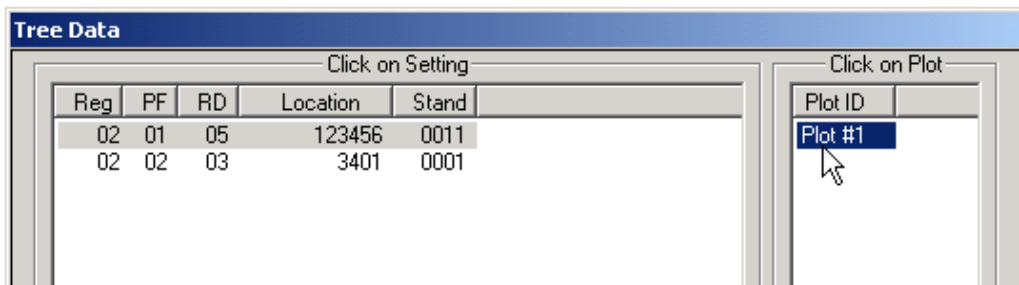 Tree Data
Click on Setting Click on Plot
Reg PF RD Location Stand Plot ID
02 01 05 123456 0011 Plot #1
02 02 03 3401 0001